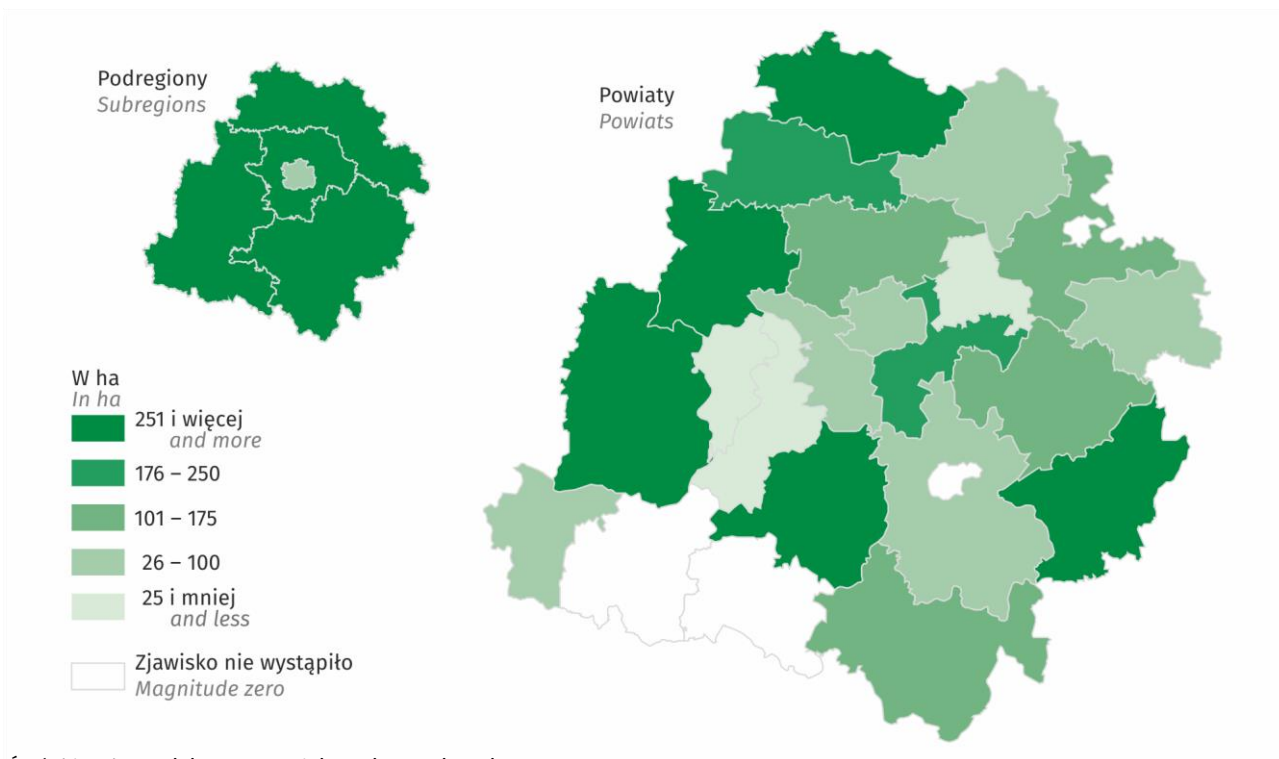 Podregiony
Subregions
Powiaty
Powiats
W ha
In ha
251 i więcej
and more
176 – 250
101 – 175
26 – 100
25 i mniej
and less
Zjawisko nie wystąpiło
Magnitude zero